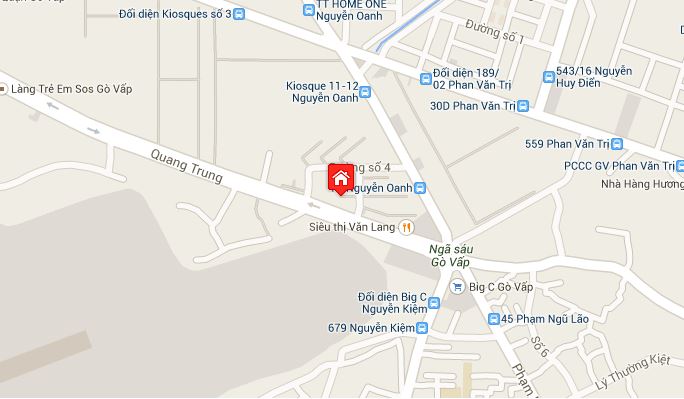 TT HOME ONE
Nguyễn Oanh
Đối diện Kiosques số 3
Đường số 1
Đối diện 189/
02 Phan Văn Trị
543/16 Nguyễn
Huy Điển
Kiosque 11-12
Nguyễn Oanh
Làng Trẻ Em Sos Gò Vấp
30D Phan Văn Trị
559 Phan Văn Trị
PCCC GV Phan Văn Trị
Nhà Hàng Hương
Quang Trung
số 4
Nguyễn Oanh
Siêu thị Văn Lang
Ngã sáu
Gò Vấp
Big C Gò Vấp
Đối diện Big C
Nguyễn Kiệm
679 Nguyễn Kiệm
45 Phạm Ngũ Lão
Số 6
Phạm
Lý Thường Kiệt